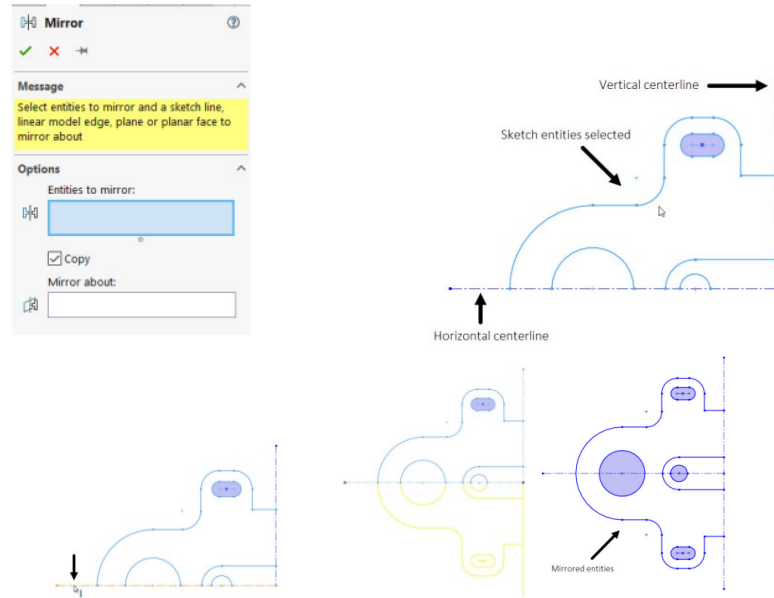 Mirror
Message
Select entities to mirror and a sketch line,
linear model edge, plane or planar face to
mirror about
Options
Entities to mirror:
Copy
Mirror about:
Vertical centerline
Sketch entities selected
Horizontal centerline
Mirrored entities